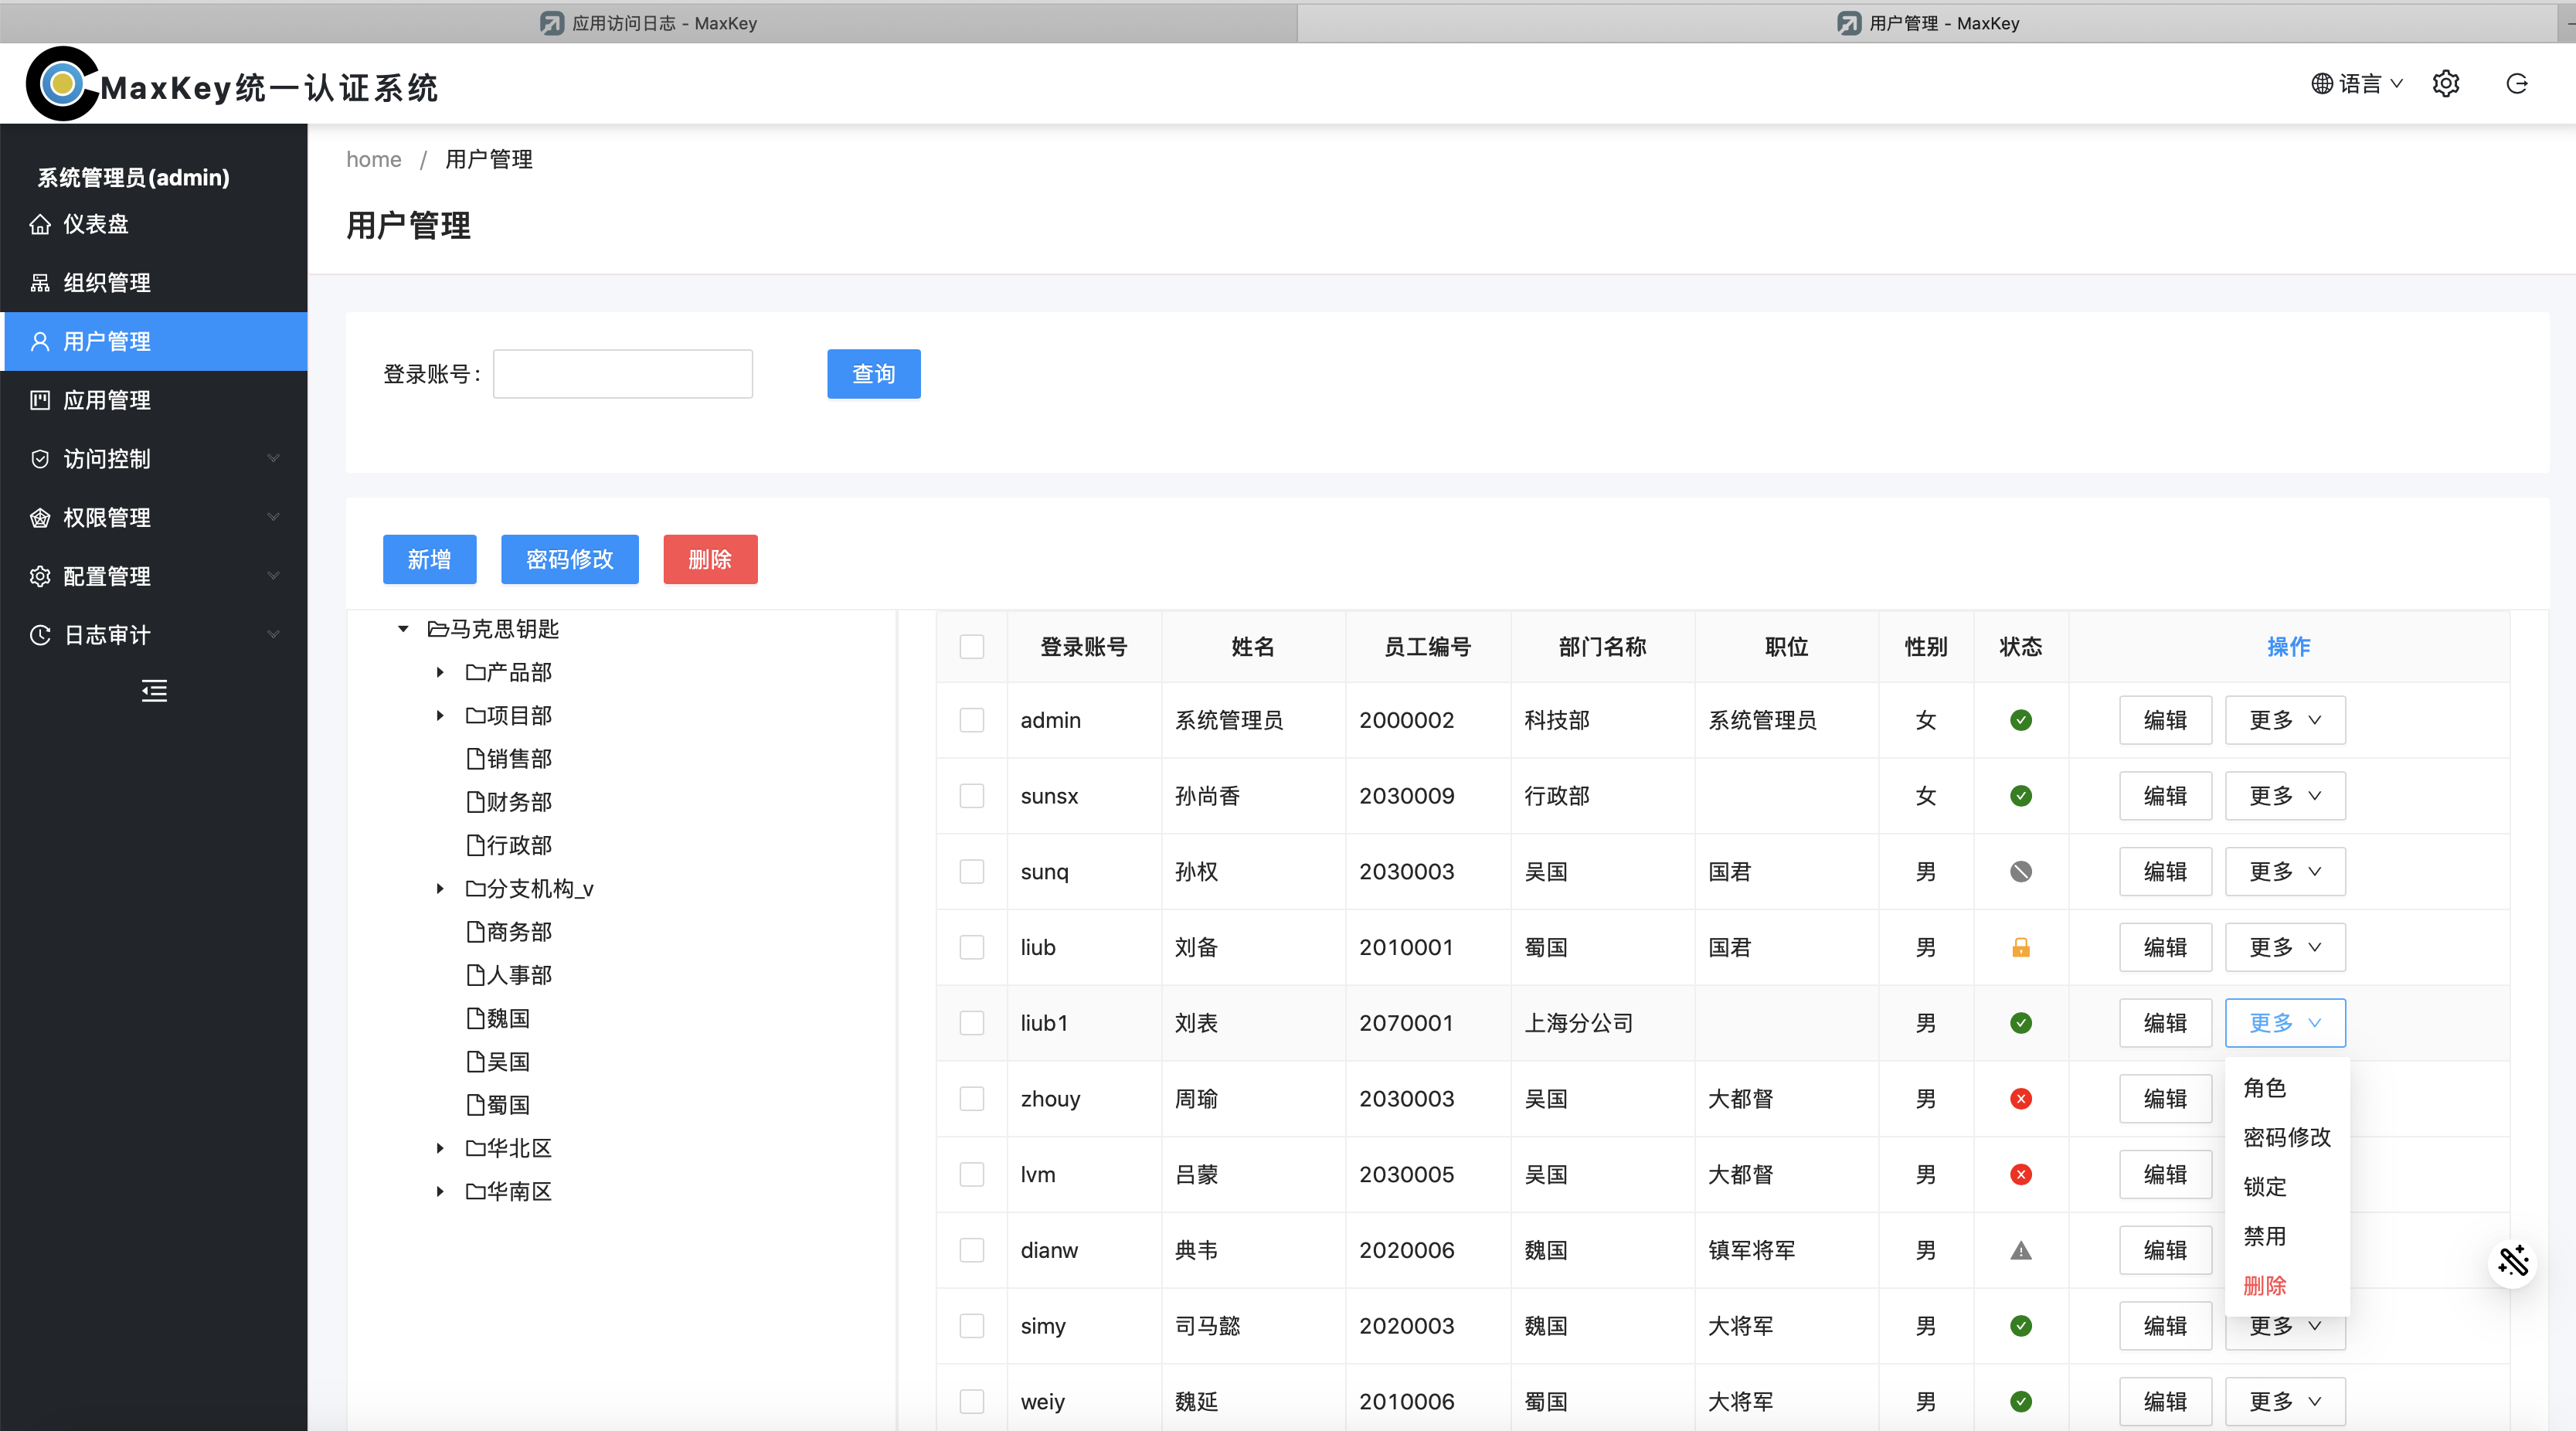 应用访问日志 - MaxKey
用户管理 - MaxKey
MaxKey统一认证系统
语言
系统管理员(admin)
仪表盘
组织管理
用户管理
应用管理
访问控制
权限管理
配置管理
日志审计
home / 用户管理
用户管理
登录账号:
查询
新增 密码修改 删除
马克思钥匙
产品部
项目部
销售部
财务部
行政部
分支机构_v
商务部
人事部
魏国
吴国
蜀国
华北区
华南区
登录账号 姓名 员工编号 部门名称 职位 性别 状态 操作
admin 系统管理员 2000002 科技部 系统管理员 女 编辑 更多
sunsx 孙尚香 2030009 行政部 女 编辑 更多
sunq 孙权 2030003 吴国 国君 男 编辑 更多
liub 刘备 2010001 蜀国 国君 男 编辑 更多
liub1 刘表 2070001 上海分公司 男 编辑 更多
zhouy 周瑜 2030003 吴国 大都督 男 编辑
lvm 吕蒙 2030005 吴国 大都督 男 编辑
dianw 典韦 2020006 魏国 镇军将军 男 编辑
simy 司马懿 2020003 魏国 大将军 男 编辑 更多
weiy 魏延 2010006 蜀国 大将军 男 编辑 更多
角色
密码修改
锁定
禁用
删除